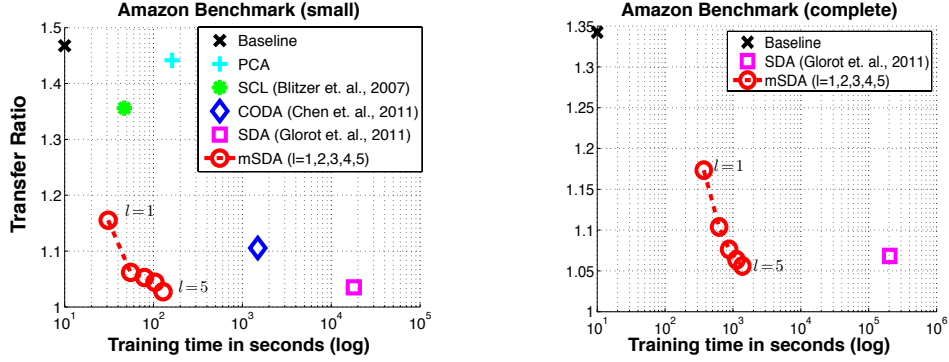 Amazon Benchmark (small)
Transfer Ratio
1.5
1.4
1.3
1.2
1.1
1
Baseline
PCA
SCL (Blitzer et. al., 2007)
CODA (Chen et. al., 2011)
SDA (Glorot et. al., 2011)
mSDA (l=1,2,3,4,5)
l=1
l=5
10^1
10^2
10^3
10^4
10^5
Training time in seconds (log)
Amazon Benchmark (complete)
1.35
1.3
1.25
1.2
1.15
1.1
1.05
1
Baseline
SDA (Glorot et. al., 2011)
mSDA (l=1,2,3,4,5)
l=1
l=5
10^1
10^2
10^3
10^4
10^5
10^6
Training time in seconds (log)